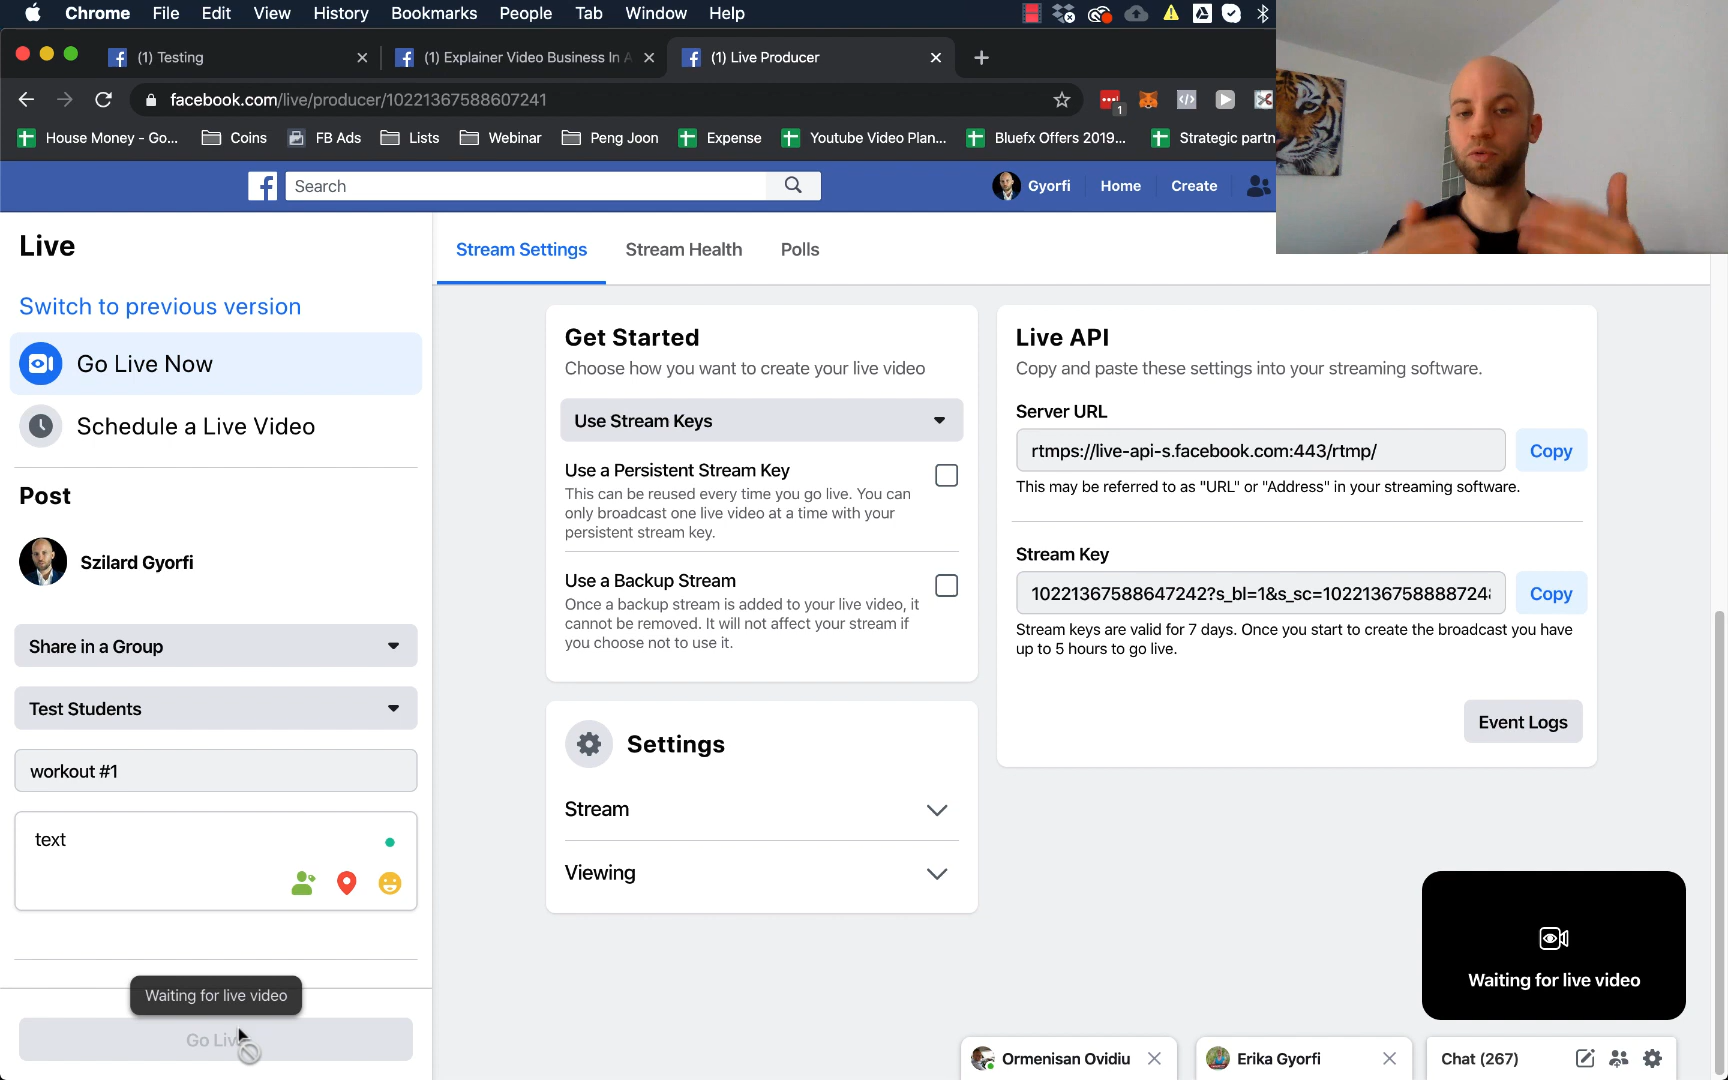 Chrome File Edit View History Bookmarks People Tab Window Help
(1) Testing
(1) Explainer Video Business In A
(1) Live Producer
facebook.com/live/producer/10221367588607241
1
House Money - Go... Coins FB Ads Lists Webinar Peng Joon Expense Youtube Video Plan... Bluefx Offers 2019... Strategic partn
Search
Gyorfi Home Create
Live
Stream Settings Stream Health Polls
Switch to previous version
Go Live Now
Schedule a Live Video
Post
Szilard Gyorfi
Share in a Group
Test Students
workout #1
text
Waiting for live video
Go Liv
Get Started
Choose how you want to create your live video
Use Stream Keys
Use a Persistent Stream Key
This can be reused every time you go live. You can
only broadcast one live video at a time with your
persistent stream key.
Use a Backup Stream
Once a backup stream is added to your live video, it
cannot be removed. It will not affect your stream if
you choose not to use it.
Settings
Stream
Viewing
Live API
Copy and paste these settings into your streaming software.
Server URL
rtmps://live-api-s.facebook.com:443/rtmp/
Copy
This may be referred to as "URL" or "Address" in your streaming software.
Stream Key
10221367588647242?s_bl=1&s_sc=1022136758888724
Copy
Stream keys are valid for 7 days. Once you start to create the broadcast you have
up to 5 hours to go live.
Event Logs
Waiting for live video
Ormenisan Ovidiu
Erika Gyorfi
Chat (267)